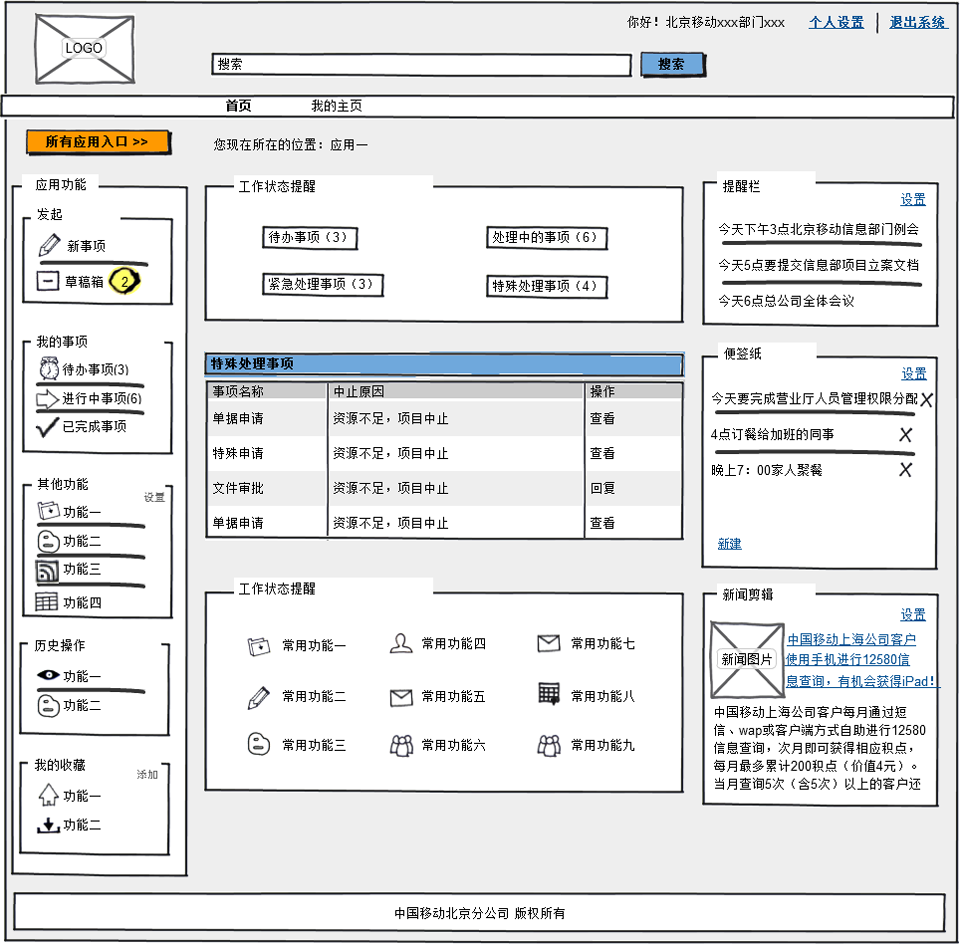 你好！北京移动xxx部门xxx 个人设置 退出系统
LOGO
搜索 搜索
首页 我的主页
所有应用入口 >>
您现在所在的位置：应用一
应用功能
发起
新事项
草稿箱 2
我的事项
待办事项(3)
进行中事项(6)
已完成事项
其他功能
设置
功能一
功能二
功能三
功能四
历史操作
功能一
功能二
我的收藏
添加
功能一
功能二
工作状态提醒
待办事项（3） 处理中的事项（6）
紧急处理事项（3） 特殊处理事项（4）
特殊处理事项
事项名称 中止原因 操作
单据申请 资源不足，项目中止 查看
特殊申请 资源不足，项目中止 查看
文件审批 资源不足，项目中止 回复
单据申请 资源不足，项目中止 查看
工作状态提醒
常用功能一 常用功能四 常用功能七
常用功能二 常用功能五 常用功能八
常用功能三 常用功能六 常用功能九
提醒栏
设置
今天下午3点北京移动信息部门例会
今天5点要提交信息部项目立案文档
今天6点总公司全体会议
便签纸
设置
今天要完成营业厅人员管理权限分配 X
4点订餐给加班的同事 X
晚上7：00家人聚餐 X
新建
新闻剪辑
设置
新闻图片
中国移动上海公司客户
使用手机进行12580信
息查询，有机会获得iPad！
中国移动上海公司客户每月通过短
信、wap或客户端方式自助进行12580
信息查询，次月即可获得相应积点，
每月最多累计200积点（价值4元）。
当月查询5次（含5次）以上的客户还
中国移动北京分公司 版权所有